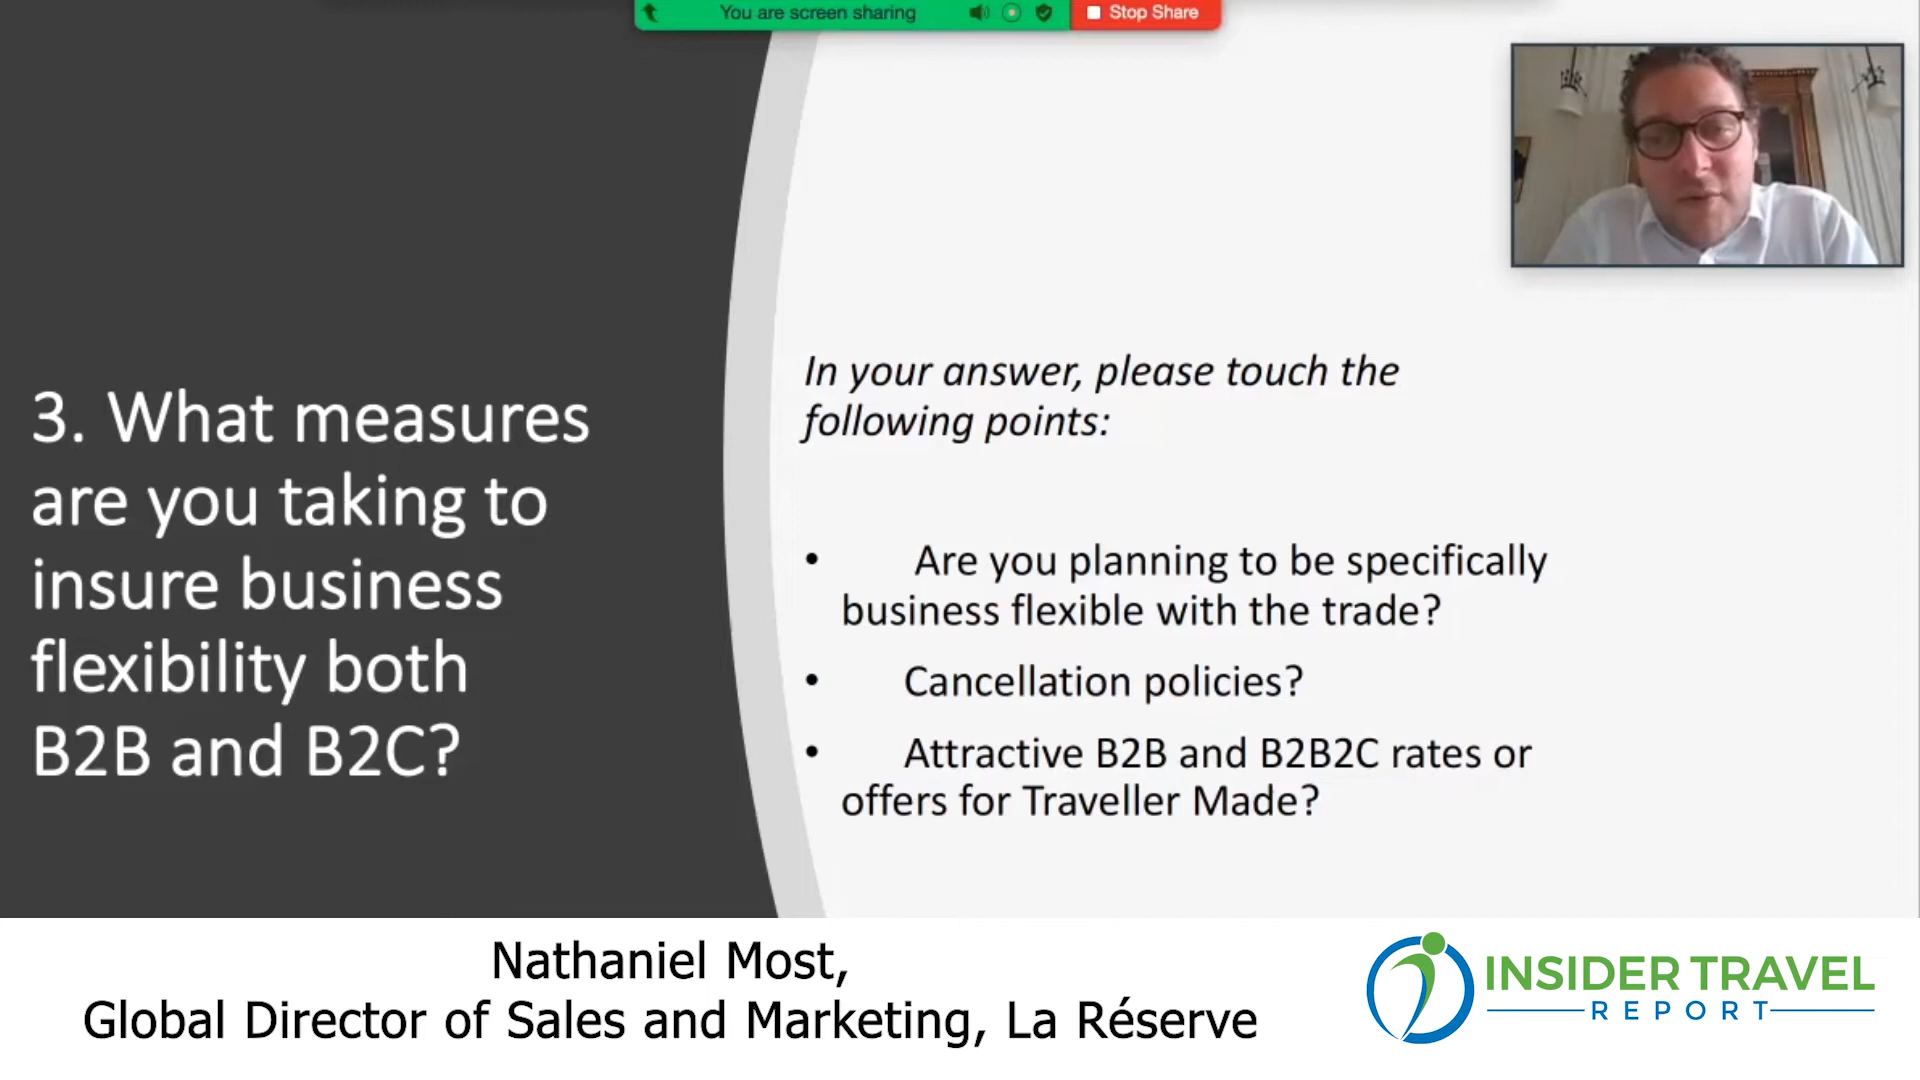 You are screen sharing
Stop Share
3. What measures
are you taking to
insure business
flexibility both
B2B and B2C?
In your answer, please touch the
following points:
• Are you planning to be specifically
business flexible with the trade?
• Cancellation policies?
• Attractive B2B and B2B2C rates or
offers for Traveller Made?
Nathaniel Most,
Global Director of Sales and Marketing, La Réserve
INSIDER TRAVEL
REPORT